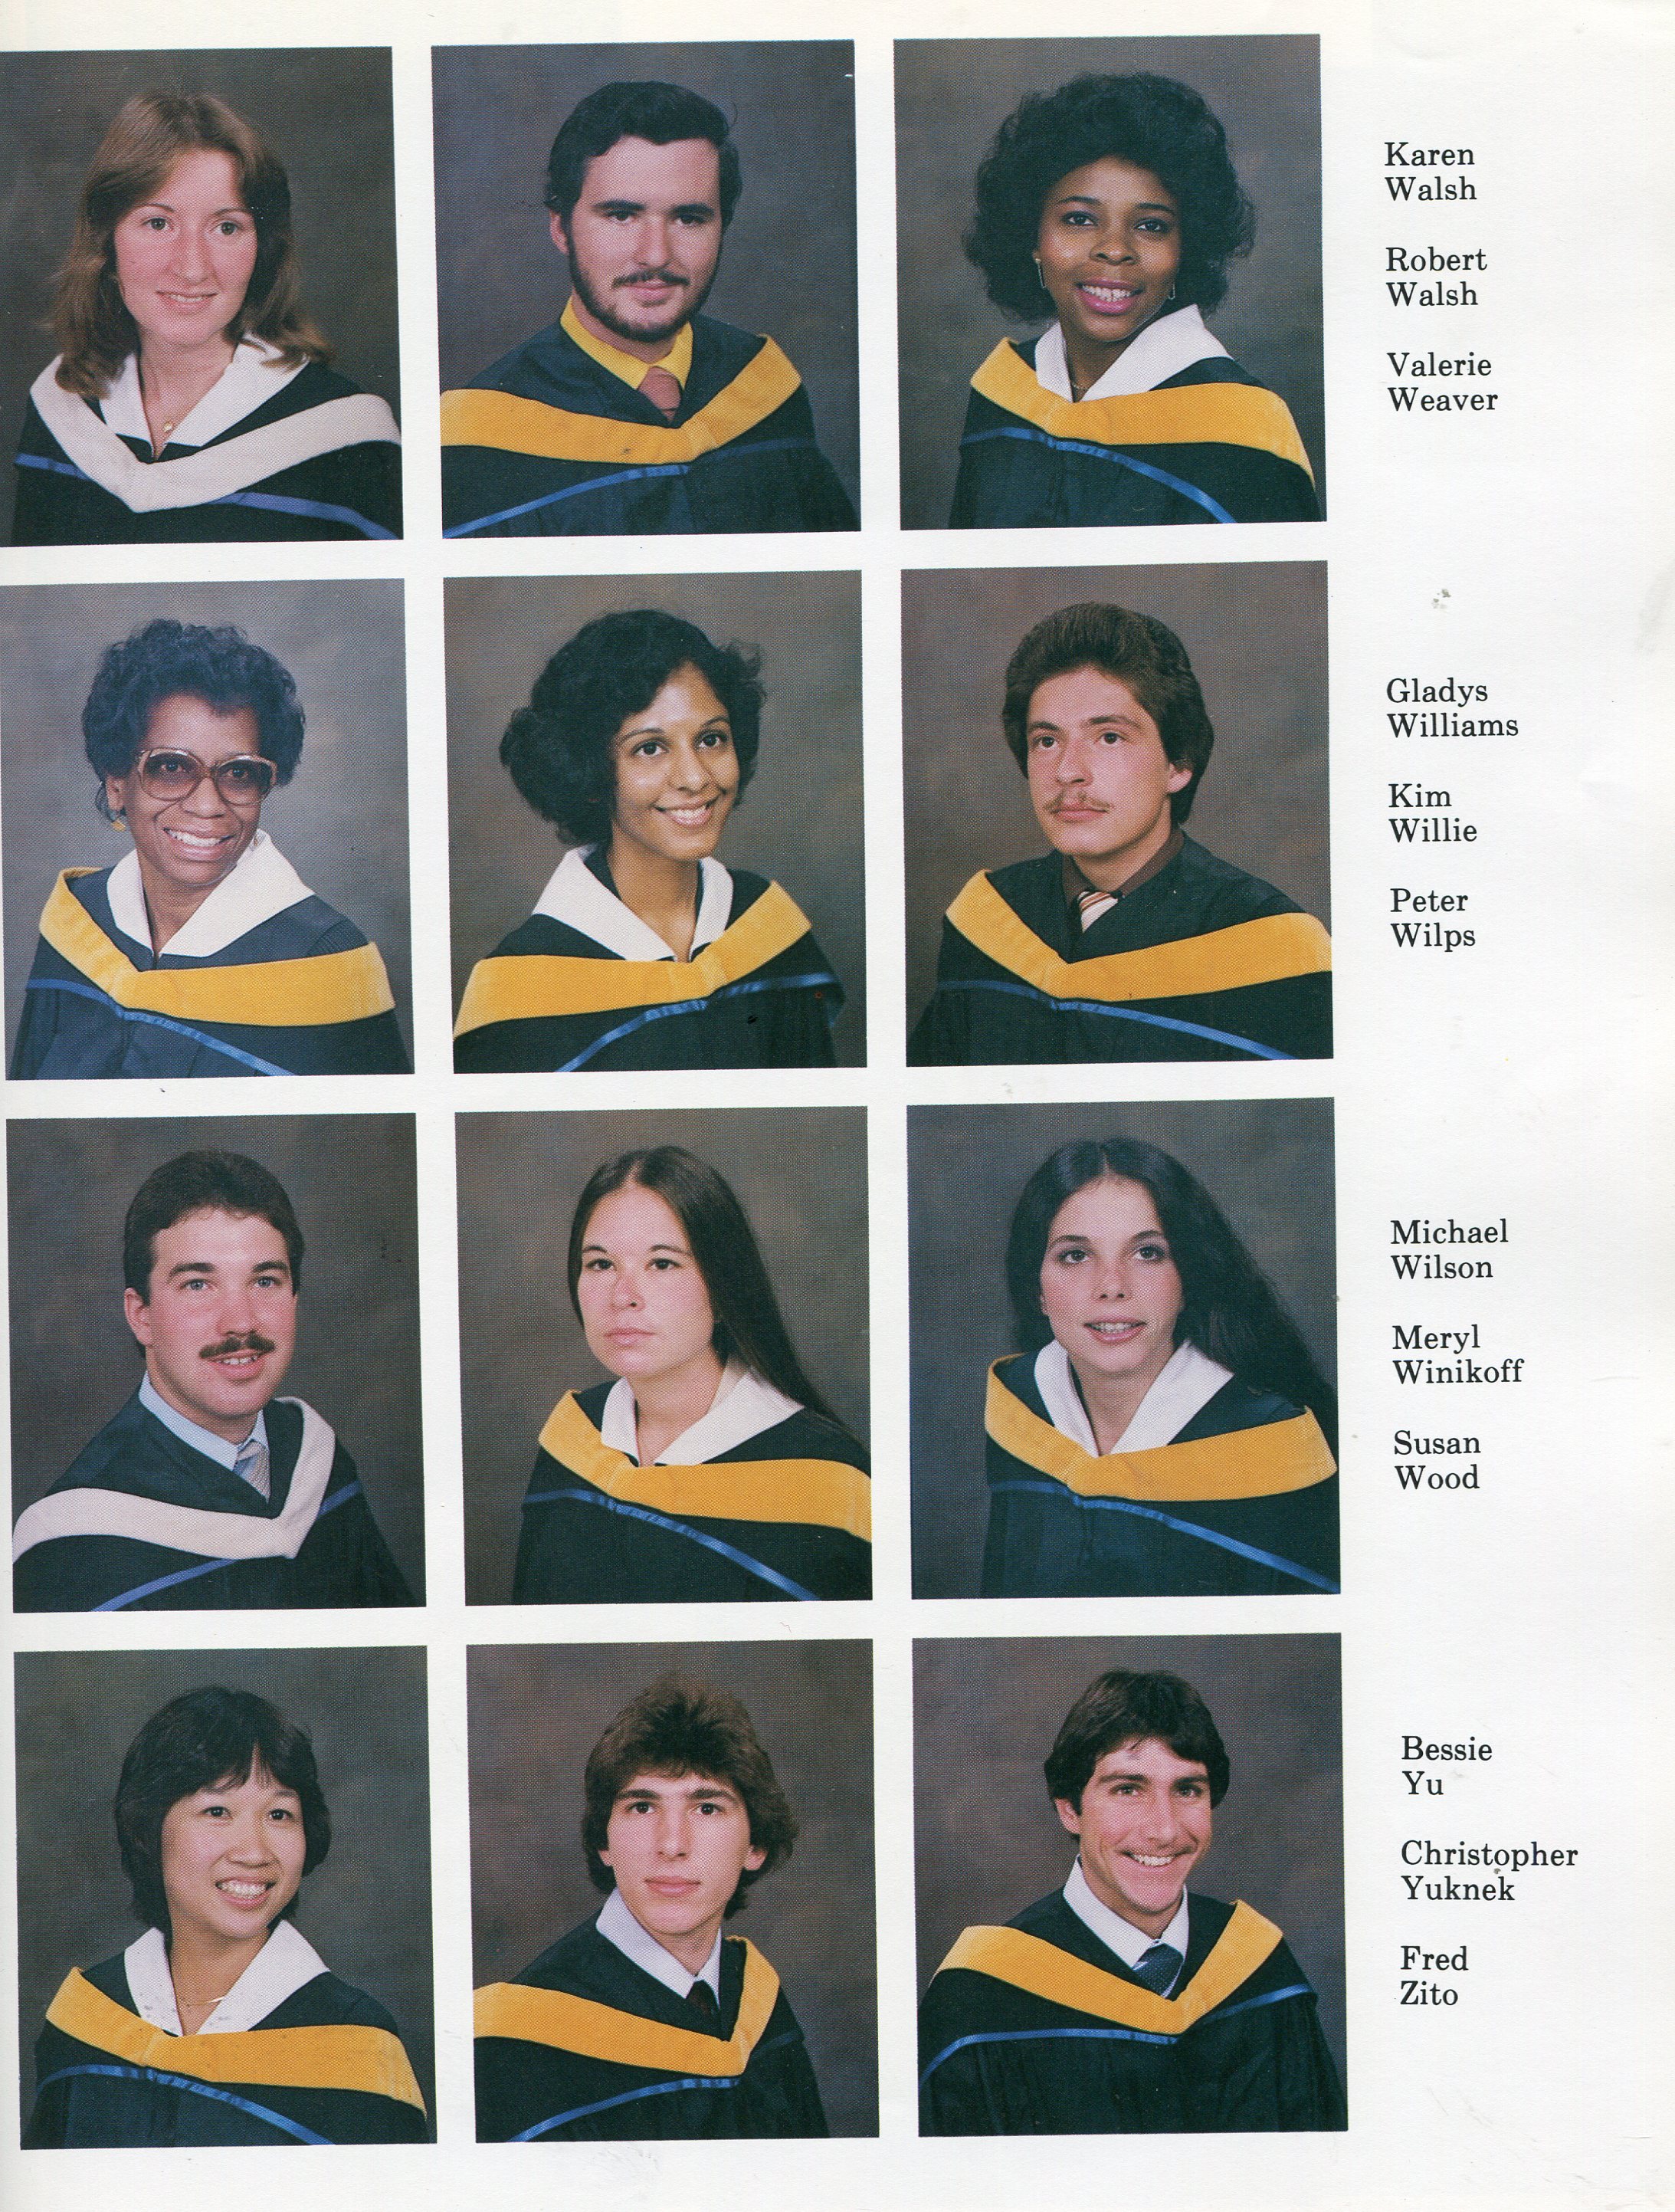 Karen
Walsh
Robert
Walsh
Valerie
Weaver
Gladys
Williams
Kim
Willie
Peter
Wilps
Michael
Wilson
Meryl
Winikoff
Susan
Wood
Bessie
Yu
Christopher
Yuknek
Fred
Zito